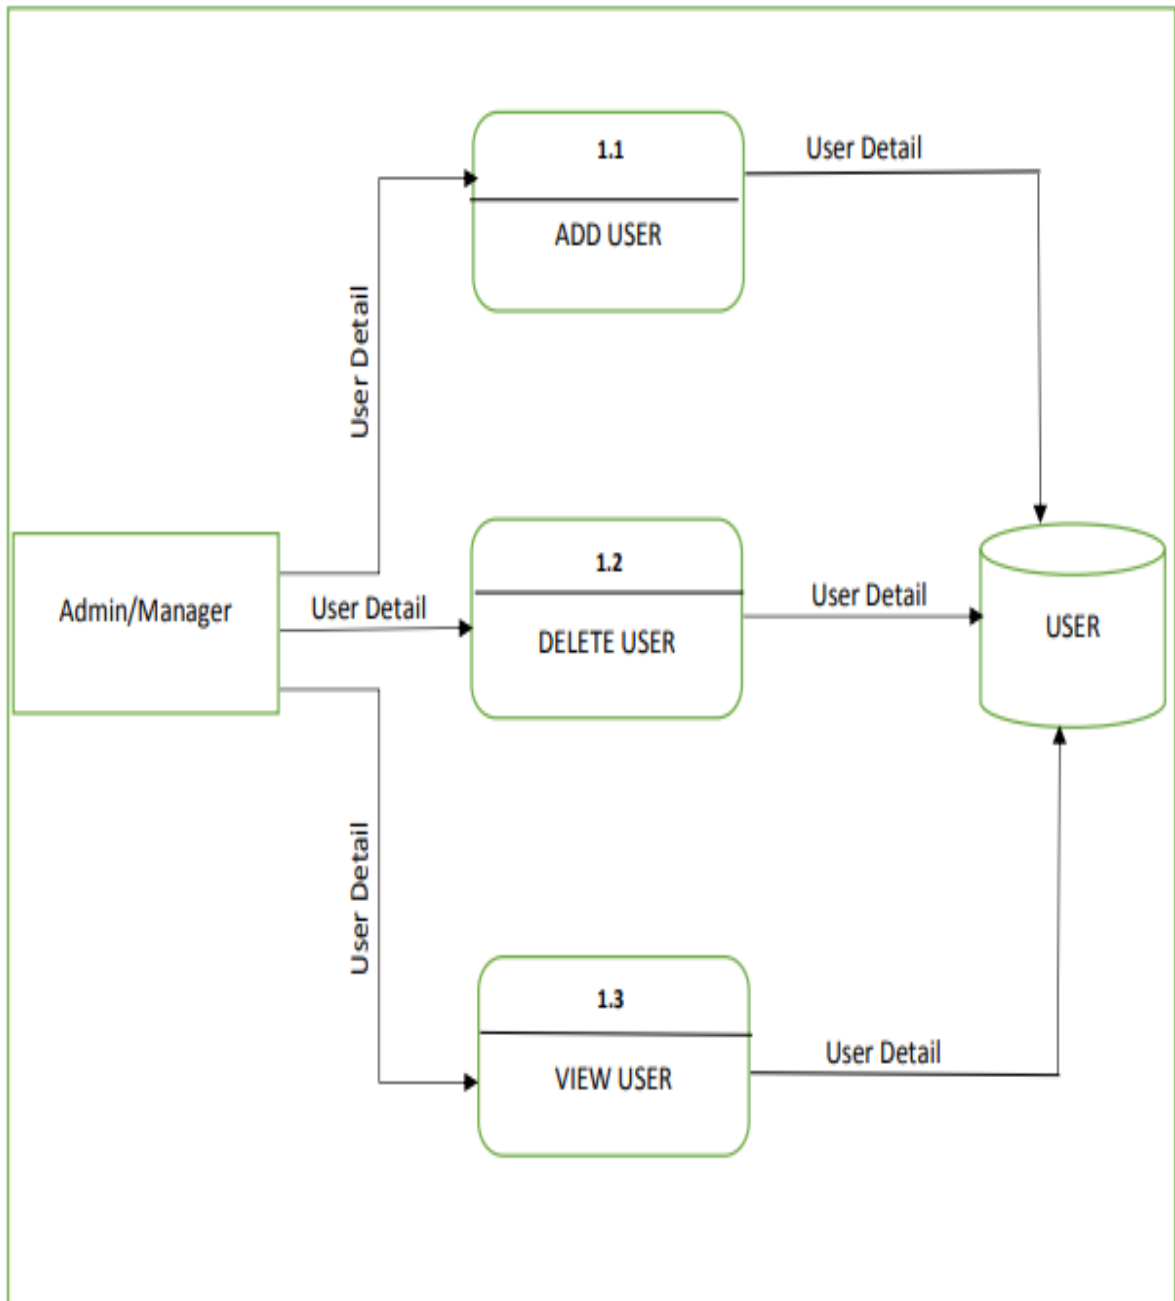 1.1
ADD USER
User Detail
User Detail
Admin/Manager
User Detail
1.2
DELETE USER
User Detail
USER
User Detail
1.3
VIEW USER
User Detail